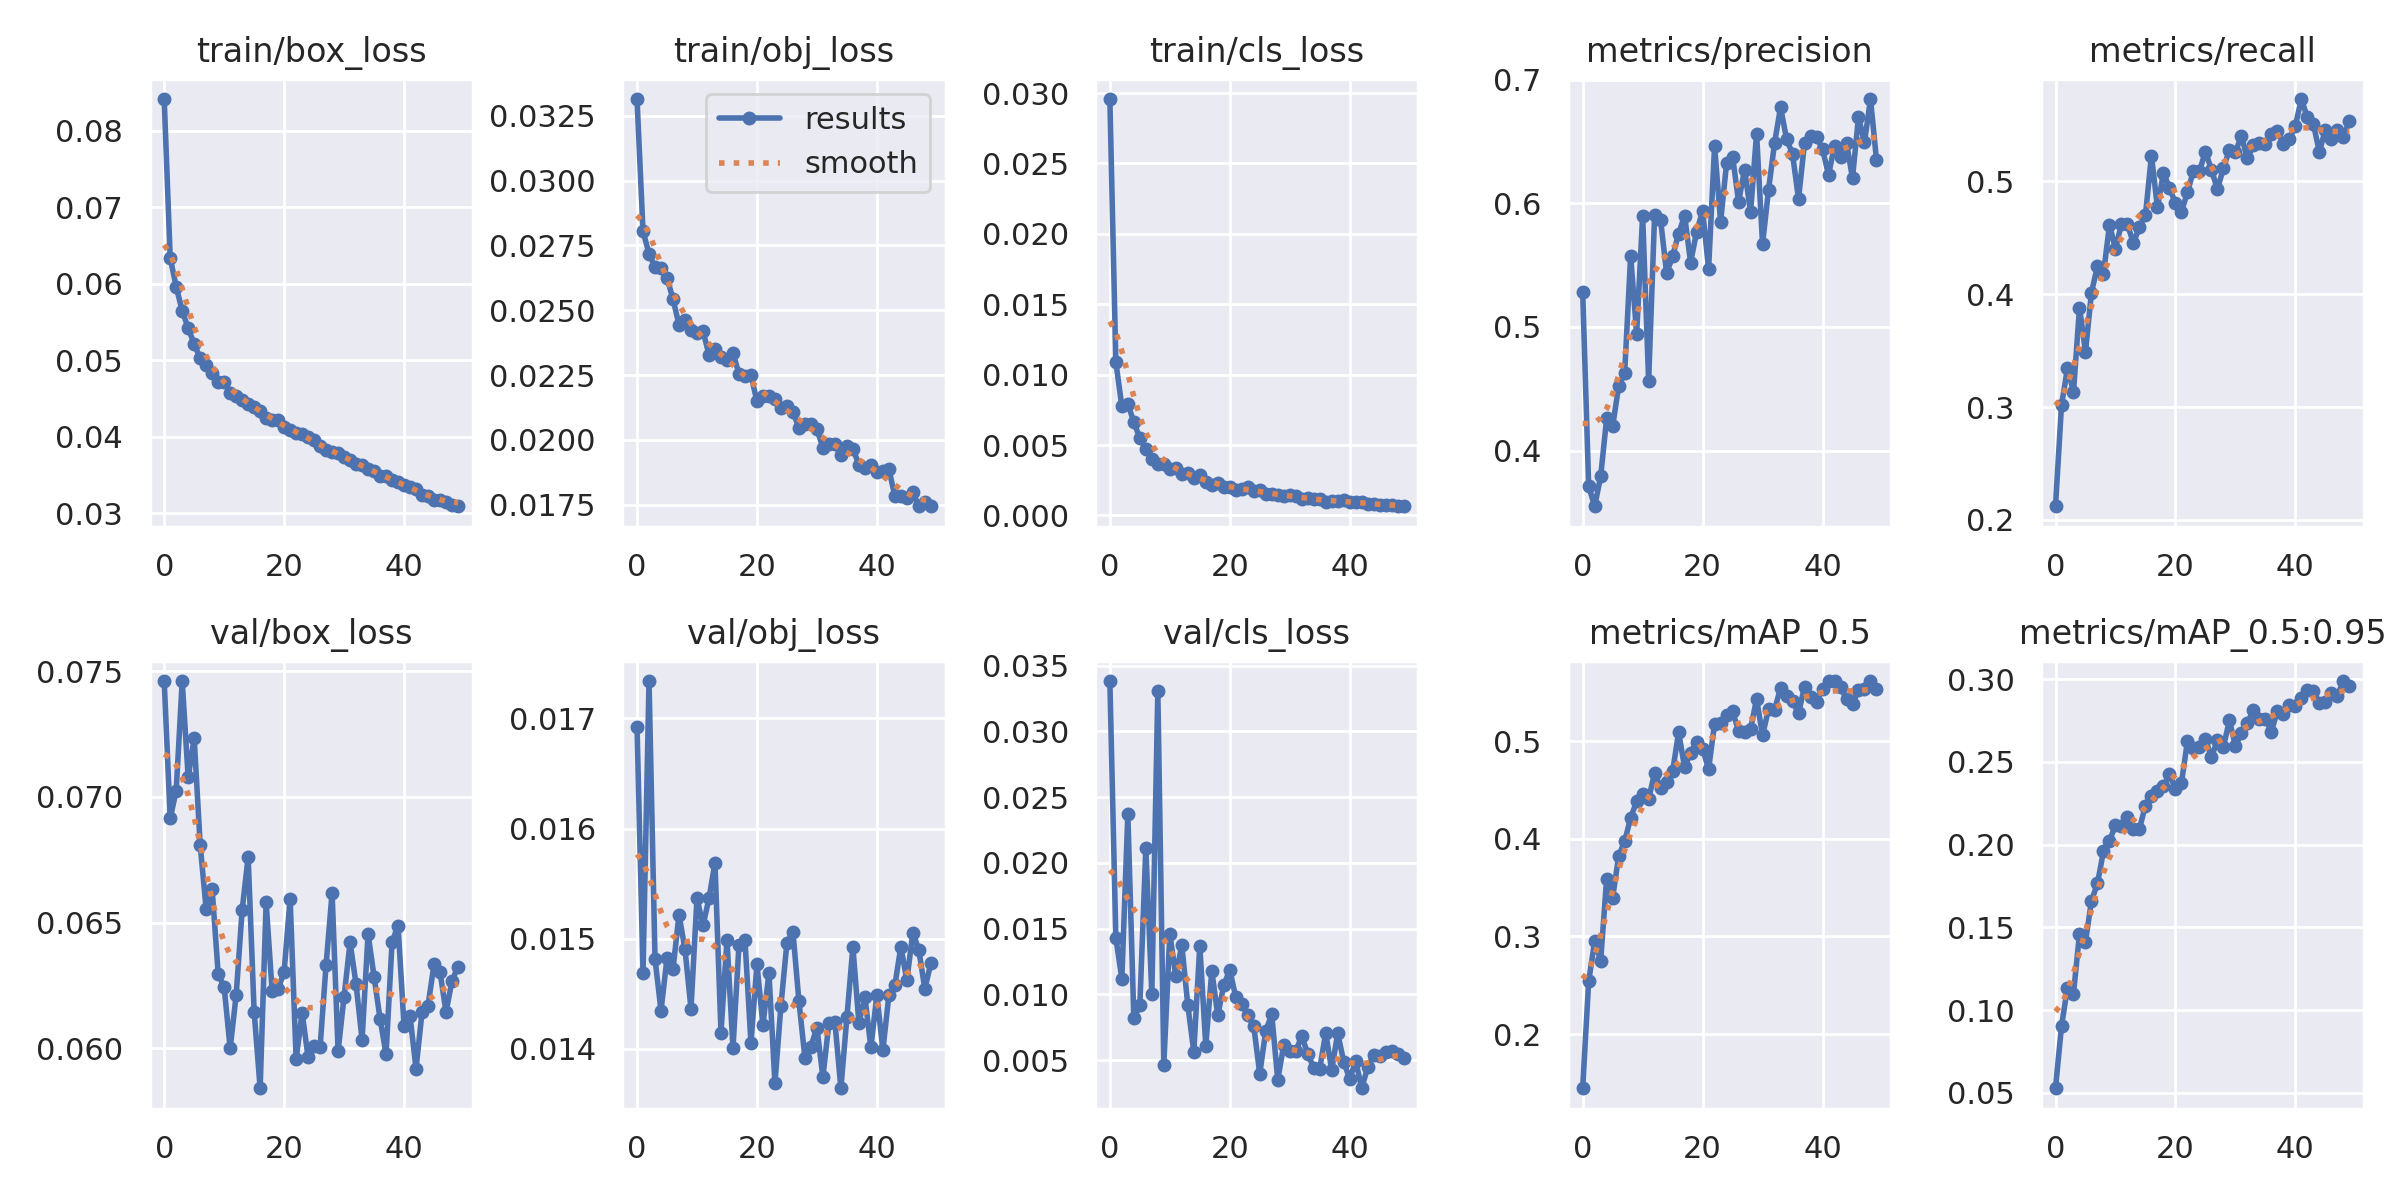 train/box_loss
0.08
0.07
0.06
0.05
0.04
0.03
0 20 40
train/obj_loss
results
smooth
0.0325
0.0300
0.0275
0.0250
0.0225
0.0200
0.0175
0 20 40
train/cls_loss
0.030
0.025
0.020
0.015
0.010
0.005
0.000
0 20 40
metrics/precision
0.7
0.6
0.5
0.4
0 20 40
metrics/recall
0.5
0.4
0.3
0.2
0 20 40
val/box_loss
0.075
0.070
0.065
0.060
0 20 40
val/obj_loss
0.017
0.016
0.015
0.014
0 20 40
val/cls_loss
0.035
0.030
0.025
0.020
0.015
0.010
0.005
0 20 40
metrics/mAP_0.5
0.5
0.4
0.3
0.2
0 20 40
metrics/mAP_0.5:0.95
0.30
0.25
0.20
0.15
0.10
0.05
0 20 40